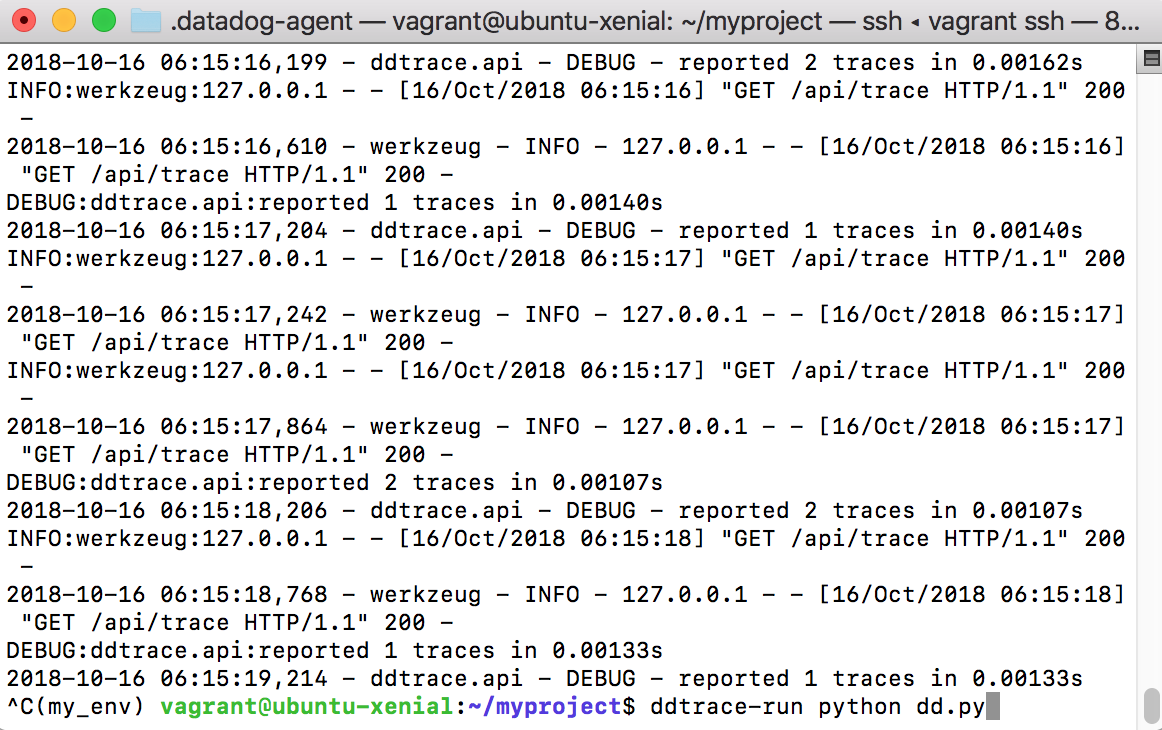 .datadog-agent — vagrant@ubuntu-xenial: ~/myproject — ssh ◂ vagrant ssh — 8...
2018-10-16 06:15:16,199 - ddtrace.api - DEBUG - reported 2 traces in 0.00162s
INFO:werkzeug:127.0.0.1 - - [16/Oct/2018 06:15:16] "GET /api/trace HTTP/1.1" 200
 -
2018-10-16 06:15:16,610 - werkzeug - INFO - 127.0.0.1 - - [16/Oct/2018 06:15:16]
 "GET /api/trace HTTP/1.1" 200 -
DEBUG:ddtrace.api:reported 1 traces in 0.00140s
2018-10-16 06:15:17,204 - ddtrace.api - DEBUG - reported 1 traces in 0.00140s
INFO:werkzeug:127.0.0.1 - - [16/Oct/2018 06:15:17] "GET /api/trace HTTP/1.1" 200
 -
2018-10-16 06:15:17,242 - werkzeug - INFO - 127.0.0.1 - - [16/Oct/2018 06:15:17]
 "GET /api/trace HTTP/1.1" 200 -
INFO:werkzeug:127.0.0.1 - - [16/Oct/2018 06:15:17] "GET /api/trace HTTP/1.1" 200
 -
2018-10-16 06:15:17,864 - werkzeug - INFO - 127.0.0.1 - - [16/Oct/2018 06:15:17]
 "GET /api/trace HTTP/1.1" 200 -
DEBUG:ddtrace.api:reported 2 traces in 0.00107s
2018-10-16 06:15:18,206 - ddtrace.api - DEBUG - reported 2 traces in 0.00107s
INFO:werkzeug:127.0.0.1 - - [16/Oct/2018 06:15:18] "GET /api/trace HTTP/1.1" 200
 -
2018-10-16 06:15:18,768 - werkzeug - INFO - 127.0.0.1 - - [16/Oct/2018 06:15:18]
 "GET /api/trace HTTP/1.1" 200 -
DEBUG:ddtrace.api:reported 1 traces in 0.00133s
2018-10-16 06:15:19,214 - ddtrace.api - DEBUG - reported 1 traces in 0.00133s
^C(my_env) vagrant@ubuntu-xenial:~/myproject$ ddtrace-run python dd.py